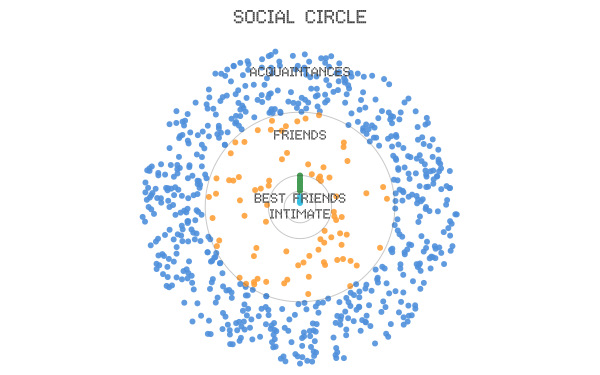 SOCIAL CIRCLE
ACQUAINTANCES
FRIENDS
BEST FRIENDS
INTIMATE